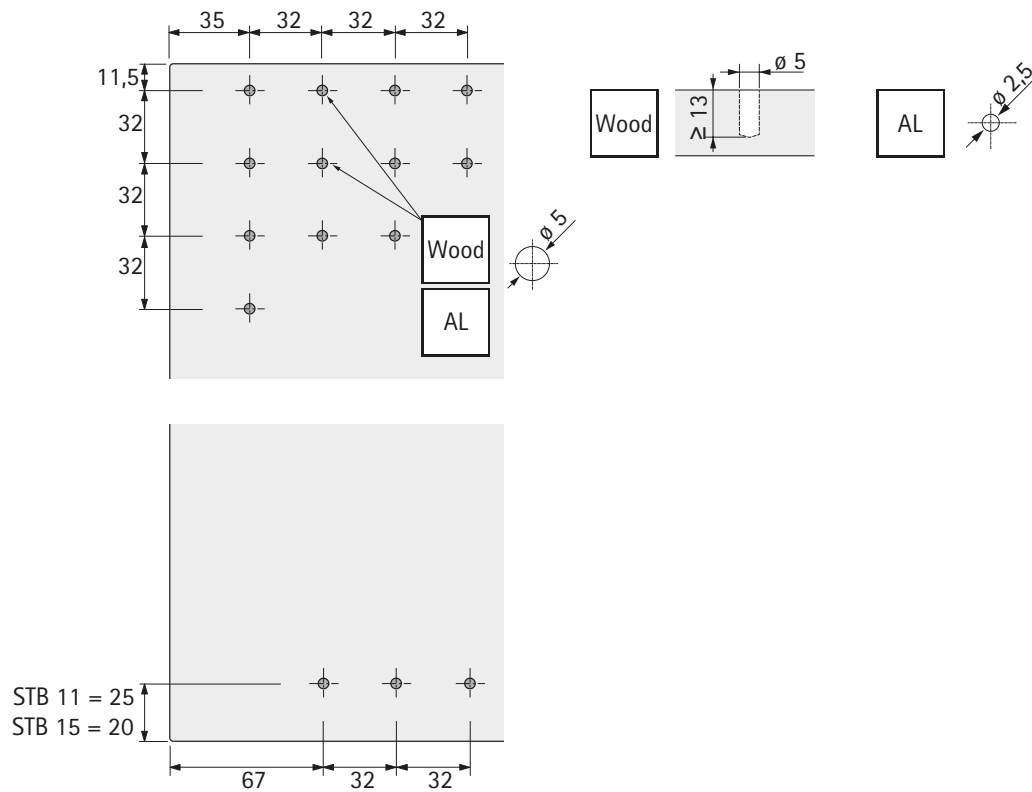 35 32 32 32
11,5
32
32
32
Wood
AL
ø 5
Wood
≥ 13
ø 5
AL
ø 2,5
STB 11 = 25
STB 15 = 20
67 32 32